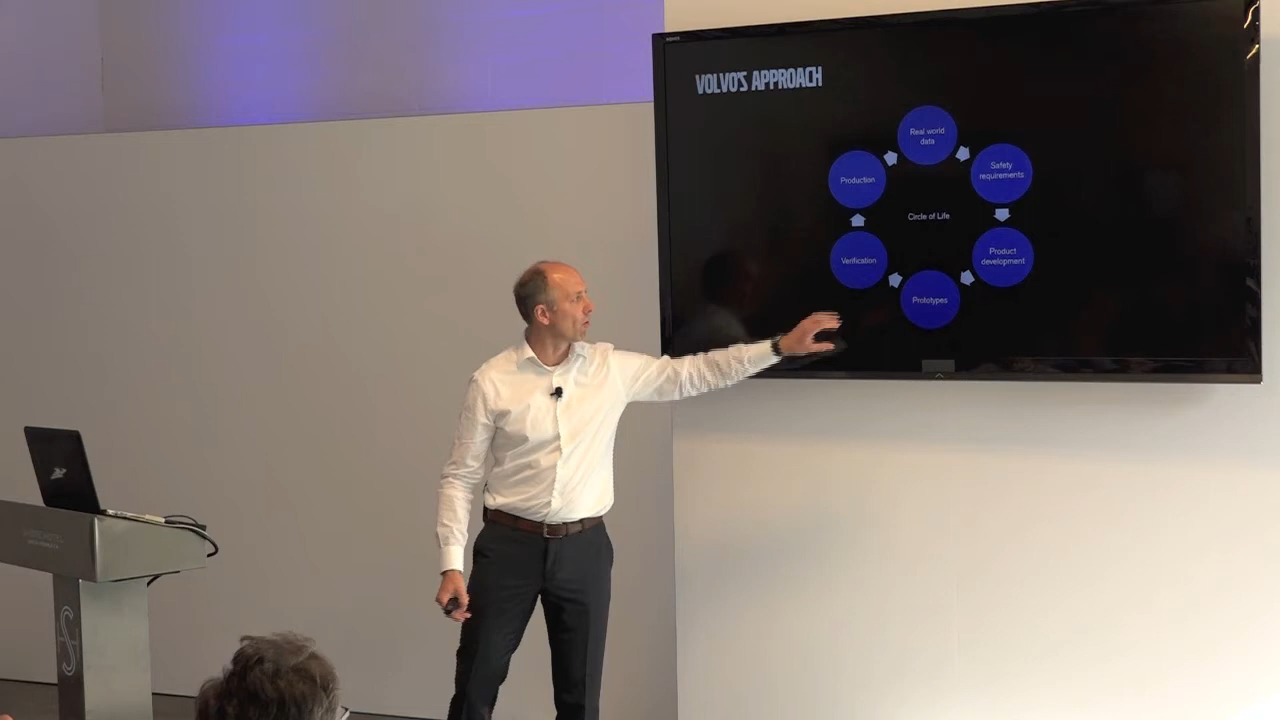 VOLVO'S APPROACH
Real world
data
Safety
requirements
Product
development
Prototypes
Verification
Production
Circle of Life